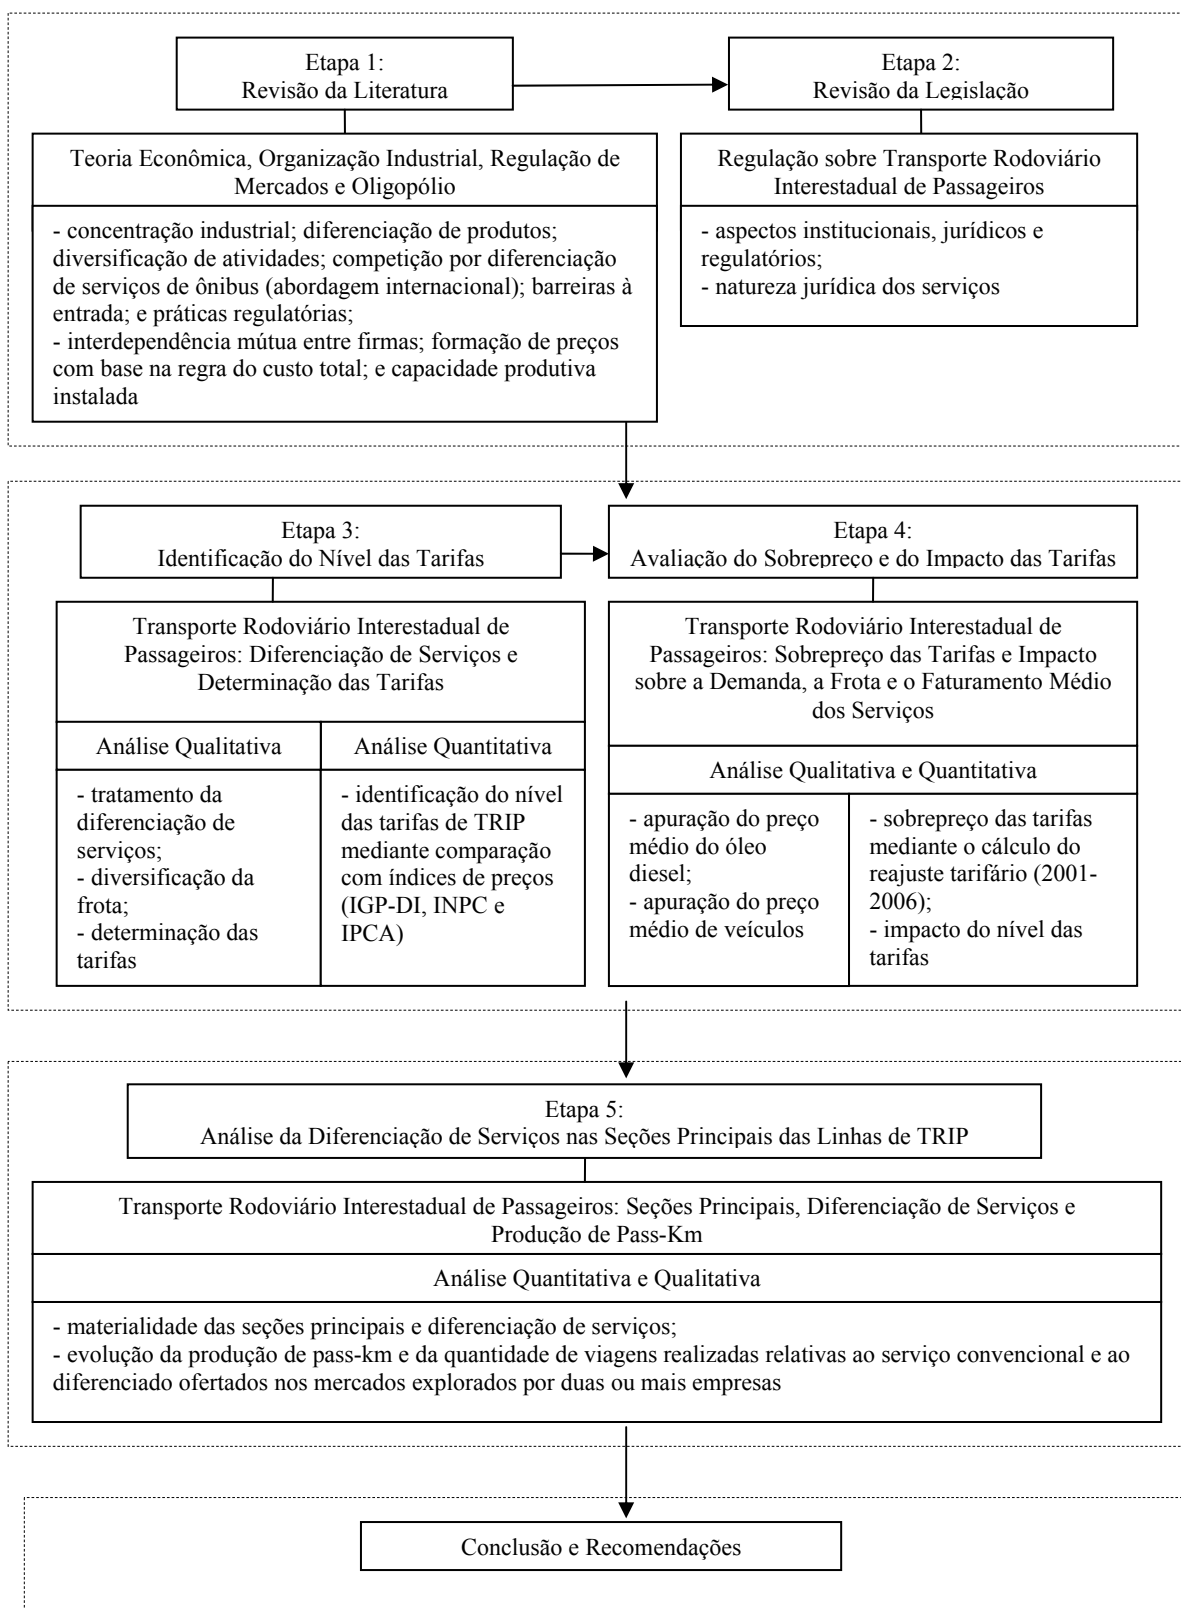 Etapa 1:
Revisão da Literatura
Etapa 2:
Revisão da Legislação
Teoria Econômica, Organização Industrial, Regulação de
Mercados e Oligopólio
- concentração industrial; diferenciação de produtos;
diversificação de atividades; competição por diferenciação
de serviços de ônibus (abordagem internacional); barreiras à
entrada; e práticas regulatórias;
- interdependência mútua entre firmas; formação de preços
com base na regra do custo total; e capacidade produtiva
instalada
Regulação sobre Transporte Rodoviário
Interestadual de Passageiros
- aspectos institucionais, jurídicos e
regulatórios;
- natureza jurídica dos serviços
Etapa 3:
Identificação do Nível das Tarifas
Etapa 4:
Avaliação do Sobrepreço e do Impacto das Tarifas
Transporte Rodoviário Interestadual de
Passageiros: Diferenciação de Serviços e
Determinação das Tarifas
Análise Qualitativa
- tratamento da
diferenciação de
serviços;
- diversificação da
frota;
- determinação das
tarifas
Análise Quantitativa
- identificação do nível
das tarifas de TRIP
mediante comparação
com índices de preços
(IGP-DI, INPC e
IPCA)
Transporte Rodoviário Interestadual de
Passageiros: Sobrepreço das Tarifas e Impacto
sobre a Demanda, a Frota e o Faturamento Médio
dos Serviços
Análise Qualitativa e Quantitativa
- apuração do preço
médio do óleo
diesel;
- apuração do preço
médio de veículos
- sobrepreço das tarifas
mediante o cálculo do
reajuste tarifário (2001-
2006);
- impacto do nível das
tarifas
Etapa 5:
Análise da Diferenciação de Serviços nas Seções Principais das Linhas de TRIP
Transporte Rodoviário Interestadual de Passageiros: Seções Principais, Diferenciação de Serviços e
Produção de Pass-Km
Análise Quantitativa e Qualitativa
- materialidade das seções principais e diferenciação de serviços;
- evolução da produção de pass-km e da quantidade de viagens realizadas relativas ao serviço convencional e ao
diferenciado ofertados nos mercados explorados por duas ou mais empresas
Conclusão e Recomendações